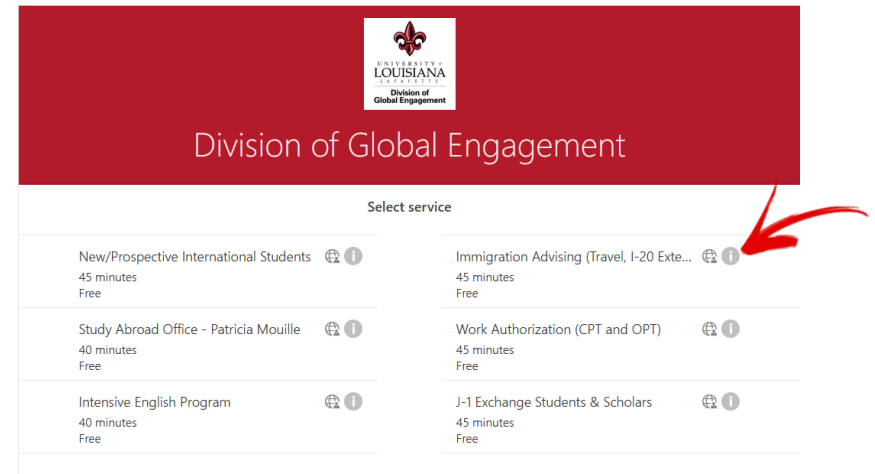 UNIVERSITY of
LOUISIANA
LAFAYETTE
Division of
Global Engagement
Division of Global Engagement
Select service
New/Prospective International Students
45 minutes
Free
Immigration Advising (Travel, I-20 Exte...
45 minutes
Free
Study Abroad Office - Patricia Mouille
40 minutes
Free
Work Authorization (CPT and OPT)
45 minutes
Free
Intensive English Program
40 minutes
Free
J-1 Exchange Students & Scholars
45 minutes
Free